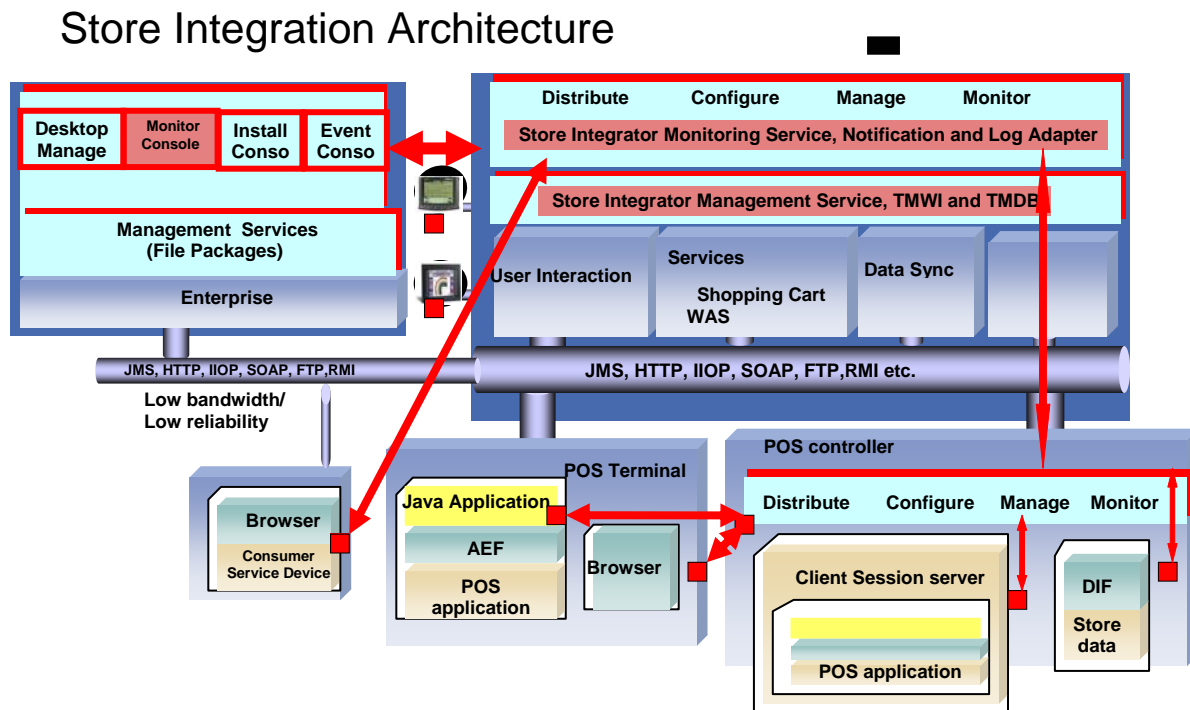 Store Integration Architecture
Desktop
Manage
Monitor
Console
Install
Conso
Event
Conso
Management Services
(File Packages)
Enterprise
Distribute Configure Manage Monitor
Store Integrator Monitoring Service, Notification and Log Adapter
Store Integrator Management Service, TMWI and TMDB
User Interaction
Services
Shopping Cart
WAS
Data Sync
JMS, HTTP, IIOP, SOAP, FTP,RMI
JMS, HTTP, IIOP, SOAP, FTP,RMI etc.
Low bandwidth/
Low reliability
Browser
Consumer
Service Device
POS Terminal
Java Application
AEF
POS
application
Browser
POS controller
Distribute Configure Manage Monitor
Client Session server
POS application
DIF
Store
data